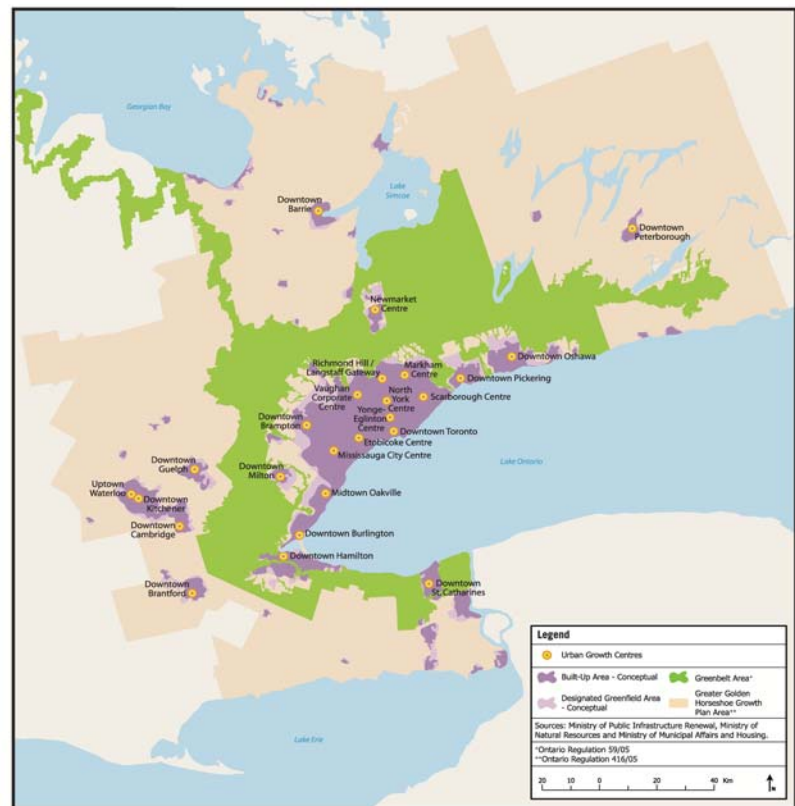 Georgian Bay
Lake
Simcoe
Downtown
Barrie
Downtown
Peterborough
Newmarket
Centre
Richmond Hill /
Langstaff Gateway
Markham
Centre
Downtown Oshawa
Downtown Pickering
Vaughan
Corporate
Centre
North
York
Centre
Scarborough Centre
Yonge-
Eglinton
Centre
Downtown
Brampton
Downtown Toronto
Etobicoke Centre
Mississauga City Centre
Downtown
Guelph
Downtown
Milton
Lake Ontario
Uptown
Waterloo
Downtown
Kitchener
Midtown Oakville
Downtown
Cambridge
Downtown Burlington
Downtown Hamilton
Downtown
Brantford
Downtown
St. Catharines
Lake Erie
Legend
Urban Growth Centres
Built-Up Area - Conceptual
Greenbelt Area*
Designated Greenfield Area
- Conceptual
Greater Golden
Horseshoe Growth
Plan Area**
Sources: Ministry of Public Infrastructure Renewal, Ministry of
Natural Resources and Ministry of Municipal Affairs and Housing.
*Ontario Regulation 59/05
**Ontario Regulation 416/05
20 10 0 20 40 Km
N